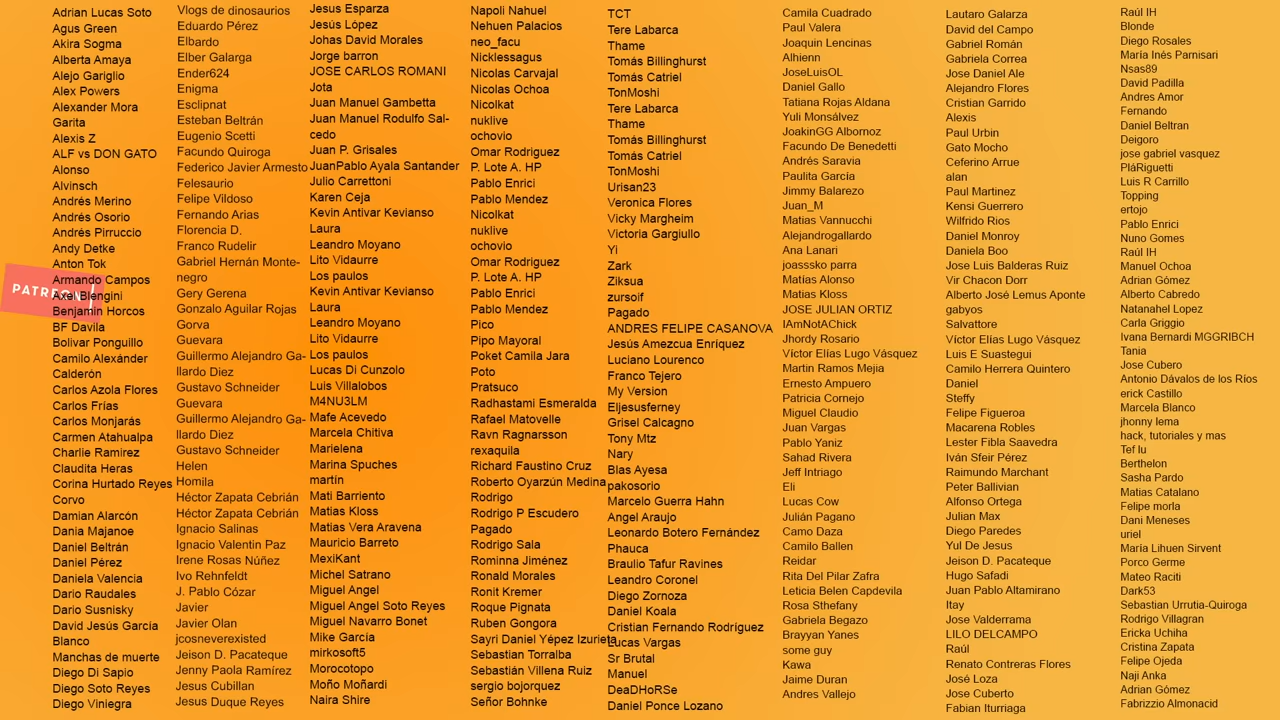 Adrian Lucas Soto
Agus Green
Akira Sogma
Alberta Amaya
Alejo Gariglio
Alex Powers
Alexander Mora
Garita
Alexis Z
ALF vs DON GATO
Alonso
Alvinsch
Andrés Merino
Andrés Osorio
Andrés Pirruccio
Andy Detke
Anton Tok
Armando Campos
PATREON
Axel Blengini
Benjamin Horcos
BF Davila
Bolivar Ponguillo
Camilo Alexánder
Calderón
Carlos Azola Flores
Carlos Frías
Carlos Monjarás
Carmen Atahualpa
Charlie Ramirez
Claudita Heras
Corina Hurtado Reyes
Corvo
Damian Alarcón
Dania Majanoe
Daniel Beltrán
Daniel Pérez
Daniela Valencia
Dario Raudales
Dario Susnisky
David Jesús García
Blanco
Manchas de muerte
Diego Di Sapio
Diego Soto Reyes
Diego Viniegra
Vlogs de dinosaurios
Eduardo Pérez
Elbardo
Elber Galarga
Ender624
Enigma
Esclipnat
Esteban Beltrán
Eugenio Scetti
Facundo Quiroga
Federico Javier Armesto
Felesaurio
Felipe Vildoso
Fernando Arias
Florencia D.
Franco Rudelir
Gabriel Hernán Monte-
negro
Gery Gerena
Gonzalo Aguilar Rojas
Gorva
Guevara
Guillermo Alejandro Ga-
llardo Diez
Gustavo Schneider
Guevara
Guillermo Alejandro Ga-
llardo Diez
Gustavo Schneider
Helen
Homila
Héctor Zapata Cebrián
Héctor Zapata Cebrián
Ignacio Salinas
Ignacio Valentin Paz
Irene Rosas Núñez
Ivo Rehnfeldt
J. Pablo Cózar
Javier
Javier Olan
jcosneverexisted
Jeison D. Pacateque
Jenny Paola Ramírez
Jesus Cubillan
Jesus Duque Reyes
Jesus Esparza
Jesús López
Johas David Morales
Jorge barron
JOSE CARLOS ROMANI
Jota
Juan Manuel Gambetta
Juan Manuel Rodulfo Sal-
cedo
Juan P. Grisales
JuanPablo Ayala Santander
Julio Carrettoni
Karen Ceja
Kevin Antivar Kevianso
Laura
Leandro Moyano
Lito Vidaurre
Los paulos
Kevin Antivar Kevianso
Laura
Leandro Moyano
Lito Vidaurre
Los paulos
Lucas Di Cunzolo
Luis Villalobos
M4NU3LM
Mafe Acevedo
Marcela Chitiva
Marielena
Marina Spuches
martín
Mati Barriento
Matías Kloss
Matias Vera Aravena
Mauricio Barreto
MexiKant
Michel Satrano
Miguel Angel
Miguel Angel Soto Reyes
Miguel Navarro Bonet
Mike García
mirkosoft5
Morocotopo
Moño Moñardi
Naira Shire
Napoli Nahuel
Nehuen Palacios
neo_facu
Nicklessagus
Nicolas Carvajal
Nicolas Ochoa
Nicolkat
nuklive
ochovio
Omar Rodriguez
P. Lote A. HP
Pablo Enrici
Pablo Mendez
Nicolkat
nuklive
ochovio
Omar Rodriguez
P. Lote A. HP
Pablo Enrici
Pablo Mendez
Pico
Pipo Mayoral
Poket Camila Jara
Poto
Pratsuco
Radhastami Esmeralda
Rafael Matovelle
Ravn Ragnarsson
rexaquila
Richard Faustino Cruz
Roberto Oyarzún Medina
Rodrigo
Rodrigo P Escudero
Pagado
Rodrigo Sala
Rominna Jiménez
Ronald Morales
Ronit Kremer
Roque Pignata
Ruben Gongora
Sayri Daniel Yépez Izurieta
Sebastian Torralba
Sebastián Villena Ruiz
sergio bojorquez
Señor Bohnke
TCT
Tere Labarca
Thame
Tomás Billinghurst
Tomás Catriel
TonMoshi
Tere Labarca
Thame
Tomás Billinghurst
Tomás Catriel
TonMoshi
Urisan23
Veronica Flores
Vicky Margheim
Victoria Gargiullo
Yi
Zark
Ziksua
zursoif
Pagado
ANDRES FELIPE CASANOVA
Jesús Amezcua Enríquez
Luciano Lourenco
Franco Tejero
My Version
Eljesusferney
Grisel Calcagno
Tony Mtz
Nary
Blas Ayesa
pakosorio
Marcelo Guerra Hahn
Angel Araujo
Leonardo Botero Fernández
Phauca
Braulio Tafur Ravines
Leandro Coronel
Diego Zornoza
Daniel Koala
Cristian Fernando Rodríguez
Lucas Vargas
Sr Brutal
Manuel
DeaDHoRSe
Daniel Ponce Lozano
Camila Cuadrado
Paul Valera
Joaquin Lencinas
Alhienn
JoseLuisOL
Daniel Gallo
Tatiana Rojas Aldana
Yuli Monsálvez
JoakinGG Albornoz
Facundo De Benedetti
Andrés Saravia
Paulita García
Jimmy Balarezo
Juan_M
Matias Vannucchi
Alejandrogallardo
Ana Lanari
joasssko parra
Matías Alonso
Matias Kloss
JOSE JULIAN ORTIZ
IAmNotAChick
Jhordy Rosario
Víctor Elías Lugo Vásquez
Martin Ramos Mejia
Ernesto Ampuero
Patricia Cornejo
Miguel Claudio
Juan Vargas
Pablo Yaniz
Sahad Rivera
Jeff Intriago
Eli
Lucas Cow
Julián Pagano
Camo Daza
Camilo Ballen
Reidar
Rita Del Pilar Zafra
Leticia Belen Capdevila
Rosa Sthefany
Gabriela Begazo
Brayyan Yanes
some guy
Kawa
Jaime Duran
Andres Vallejo
Lautaro Galarza
David del Campo
Gabriel Román
Gabriela Correa
Jose Daniel Ale
Alejandro Flores
Cristian Garrido
Alexis
Paul Urbin
Gato Mocho
Ceferino Arrue
alan
Paul Martinez
Kensi Guerrero
Wilfrido Rios
Daniel Monroy
Daniela Boo
Jose Luis Balderas Ruiz
Vir Chacon Dorr
Alberto José Lemus Aponte
gabyos
Salvattore
Víctor Elías Lugo Vásquez
Luis E Suastegui
Camilo Herrera Quintero
Daniel
Steffy
Felipe Figueroa
Macarena Robles
Lester Fibla Saavedra
Iván Sfeir Pérez
Raimundo Marchant
Peter Ballivian
Alfonso Ortega
Julian Max
Diego Paredes
Yul De Jesus
Jeison D. Pacateque
Hugo Safadi
Juan Pablo Altamirano
Itay
Jose Valderrama
LILO DELCAMPO
Raúl
Renato Contreras Flores
José Loza
Jose Cuberto
Fabian Iturriaga
Raúl IH
Blonde
Diego Rosales
María Inés Parnisari
Nsas89
David Padilla
Andres Amor
Fernando
Daniel Beltran
Deigoro
jose gabriel vasquez
PláRiguetti
Luis R Carrillo
Topping
ertojo
Pablo Enrici
Nuno Gomes
Raúl IH
Manuel Ochoa
Adrián Gómez
Alberto Cabredo
Natanahel Lopez
Carla Griggio
Ivana Bernardi MGGRIBCH
Tania
Jose Cubero
Antonio Dávalos de los Ríos
erick Castillo
Marcela Blanco
jhonny lema
hack, tutoriales y mas
Tef lu
Berthelon
Sasha Pardo
Matias Catalano
Felipe morla
Dani Meneses
uriel
María Lihuen Sirvent
Porco Germe
Mateo Raciti
Dark53
Sebastian Urrutia-Quiroga
Rodrigo Villagran
Ericka Uchiha
Cristina Zapata
Felipe Ojeda
Naji Anka
Adrián Gómez
Fabrizzio Almonacid